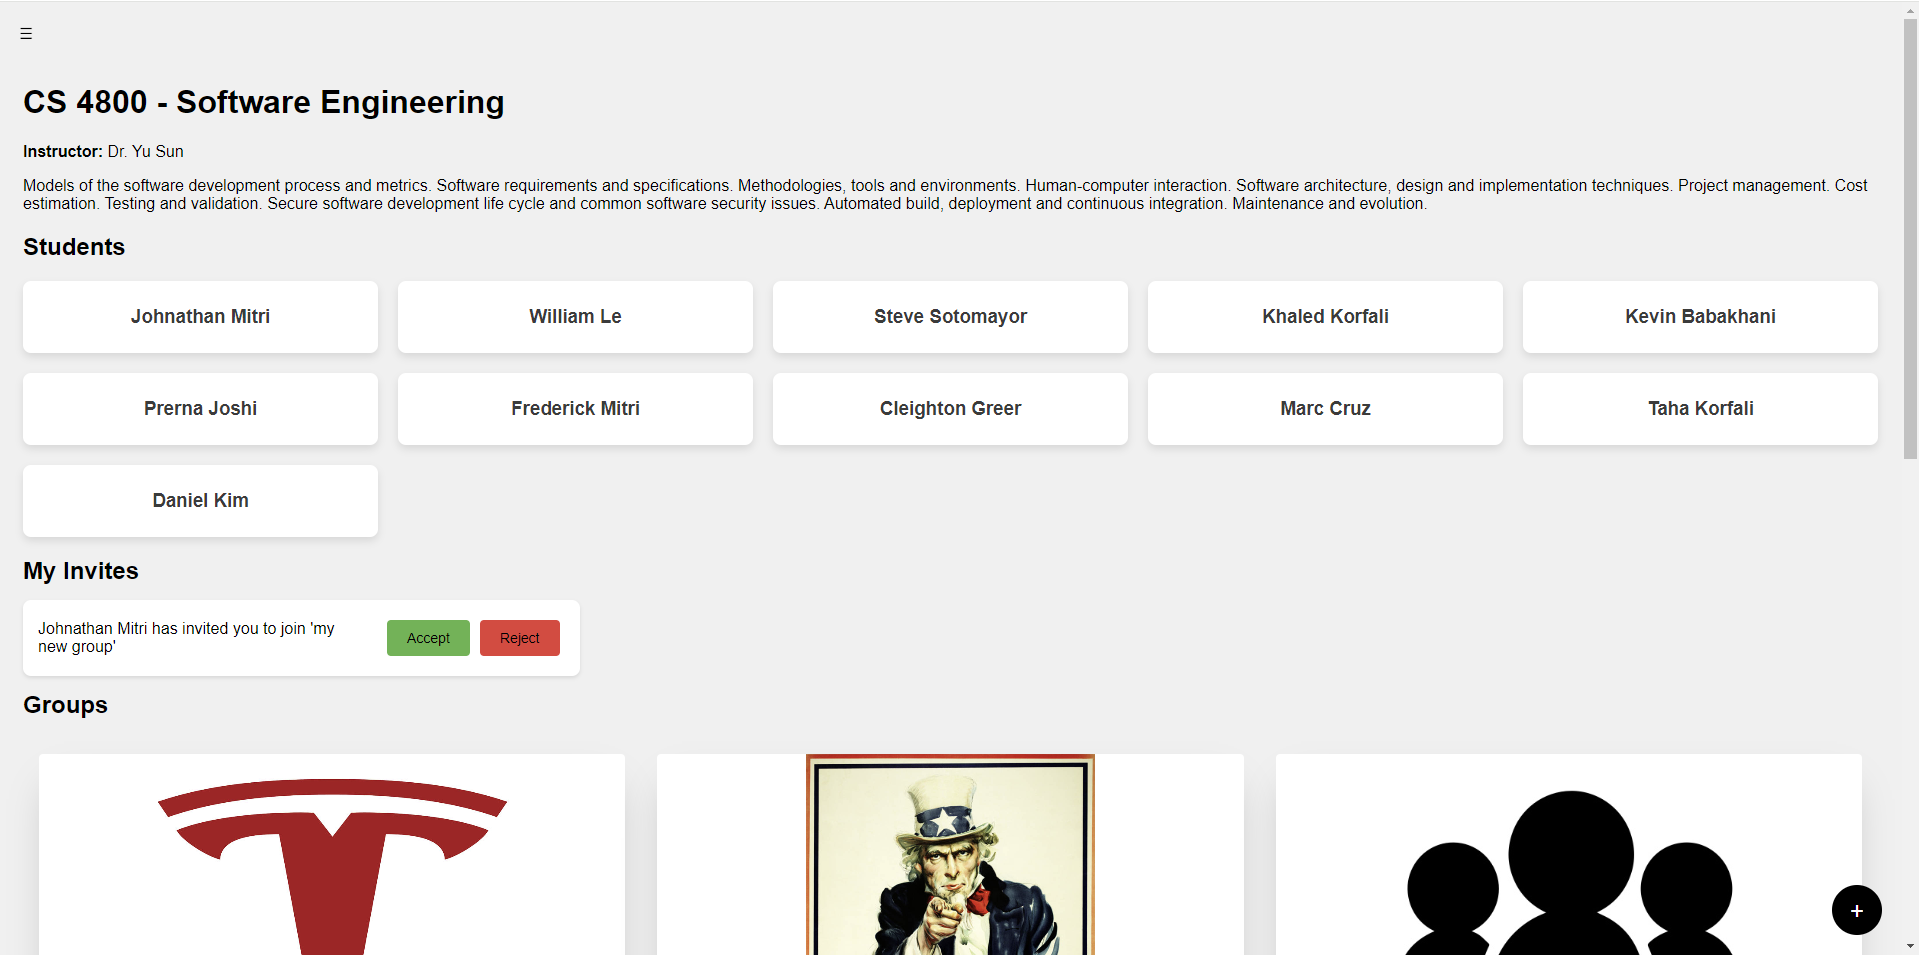 ☰
CS 4800 - Software Engineering
Instructor: Dr. Yu Sun
Models of the software development process and metrics. Software requirements and specifications. Methodologies, tools and environments. Human-computer interaction. Software architecture, design and implementation techniques. Project management. Cost
estimation. Testing and validation. Secure software development life cycle and common software security issues. Automated build, deployment and continuous integration. Maintenance and evolution.
Students
Johnathan Mitri
William Le
Steve Sotomayor
Khaled Korfali
Kevin Babakhani
Prerna Joshi
Frederick Mitri
Cleighton Greer
Marc Cruz
Taha Korfali
Daniel Kim
My Invites
Johnathan Mitri has invited you to join 'my
new group'
Accept
Reject
Groups
+